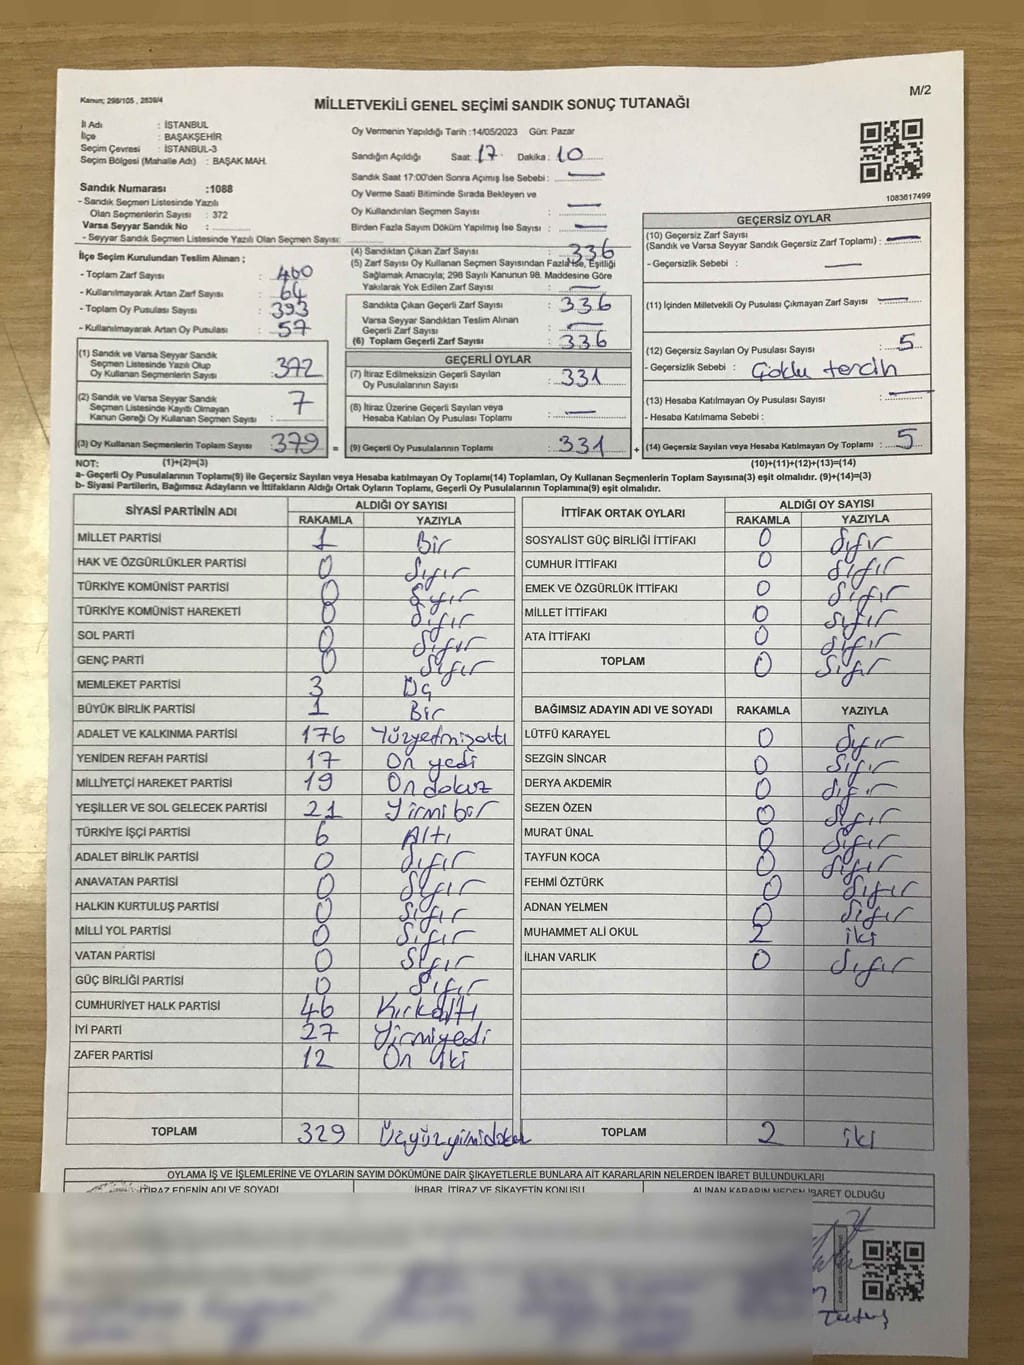 Kanun; 298/105 , 2839/4
M/2
MİLLETVEKİLİ GENEL SEÇİMİ SANDIK SONUÇ TUTANAĞI
İl Adı : İSTANBUL
İlçe : BAŞAKŞEHİR
Seçim Çevresi : İSTANBUL-3
Seçim Bölgesi (Mahalle Adı) : BAŞAK MAH.
Sandık Numarası :1088
- Sandık Seçmen Listesinde Yazılı
Olan Seçmenlerin Sayısı : 372
Varsa Seyyar Sandık No :
- Seyyar Sandık Seçmen Listesinde Yazılı Olan Seçmen Sayısı:
İlçe Seçim Kurulundan Teslim Alınan ;
- Toplam Zarf Sayısı : 400
- Kullanılmayarak Artan Zarf Sayısı : 64
- Toplam Oy Pusulası Sayısı : 393
- Kullanılmayarak Artan Oy Pusulası : 57
(1) Sandık ve Varsa Seyyar Sandık
Seçmen Listesinde Yazılı Olup
Oy Kullanan Seçmenlerin Sayısı : 372
(2) Sandık ve Varsa Seyyar Sandık
Seçmen Listesinde Kayıtlı Olmayan
Kanun Gereği Oy Kullanan Seçmen Sayısı : 7
(3) Oy Kullanan Seçmenlerin Toplam Sayısı : 379 =
Oy Vermenin Yapıldığı Tarih :14/05/2023 Gün: Pazar
Sandığın Açıldığı Saat: 17 Dakika : 10
Sandık Saat 17:00'den Sonra Açımış İse Sebebi : —
Oy Verme Saati Bitiminde Sırada Bekleyen ve
Oy Kullandırılan Seçmen Sayısı : —
Birden Fazla Sayım Döküm Yapılmış İse Sayısı : —
(4) Sandıktan Çıkan Zarf Sayısı : 336
(5) Zarf Sayısı Oy Kullanan Seçmen Sayısından Fazla İse, Eşitliği
Sağlamak Amacıyla; 298 Sayılı Kanunun 98. Maddesine Göre
Yakılarak Yok Edilen Zarf Sayısı : —
Sandıkta Çıkan Geçerli Zarf Sayısı : 336
Varsa Seyyar Sandıktan Teslim Alınan
Geçerli Zarf Sayısı : —
(6) Toplam Geçerli Zarf Sayısı : 336
GEÇERLİ OYLAR
(7) İtiraz Edilmeksizin Geçerli Sayılan
Oy Pusulalarının Sayısı : 331
(8) İtiraz Üzerine Geçerli Sayılan veya
Hesaba Katılan Oy Pusulası Toplamı : —
(9) Geçerli Oy Pusulalarının Toplamı : 331 +
1083617499
GEÇERSİZ OYLAR
(10) Geçersiz Zarf Sayısı
(Sandık ve Varsa Seyyar Sandık Geçersiz Zarf Toplamı) : —
- Geçersizlik Sebebi : —
(11) İçinden Milletvekili Oy Pusulası Çıkmayan Zarf Sayısı : —
(12) Geçersiz Sayılan Oy Pusulası Sayısı : 5
- Geçersizlik Sebebi : Çoklu tercih
(13) Hesaba Katılmayan Oy Pusulası Sayısı : —
- Hesaba Katılmama Sebebi :
(14) Geçersiz Sayılan veya Hesaba Katılmayan Oy Toplamı : 5
NOT: (1)+(2)=(3) (10)+(11)+(12)+(13)=(14)
a- Geçerli Oy Pusulalarının Toplamı(9) ile Geçersiz Sayılan veya Hesaba katılmayan Oy Toplamı(14) Toplamları, Oy Kullanan Seçmenlerin Toplam Sayısına(3) eşit olmalıdır. (9)+(14)=(3)
b- Siyasi Partilerin, Bağımsız Adayların ve İttifakların Aldığı Ortak Oyların Toplamı, Geçerli Oy Pusulalarının Toplamına(9) eşit olmalıdır.
SİYASİ PARTİNİN ADI ALDIĞI OY SAYISI
RAKAMLA YAZIYLA
MİLLET PARTİSİ 1 Bir
HAK VE ÖZGÜRLÜKLER PARTİSİ 0 Sıfır
TÜRKİYE KOMÜNİST PARTİSİ 0 Sıfır
TÜRKİYE KOMÜNİST HAREKETİ 0 Sıfır
SOL PARTİ 0 Sıfır
GENÇ PARTİ 0 Sıfır
MEMLEKET PARTİSİ 3 Üç
BÜYÜK BİRLİK PARTİSİ 1 Bir
ADALET VE KALKINMA PARTİSİ 176 Yüzyetmişaltı
YENİDEN REFAH PARTİSİ 17 On yedi
MİLLİYETÇİ HAREKET PARTİSİ 19 On dokuz
YEŞİLLER VE SOL GELECEK PARTİSİ 21 Yirmi bir
TÜRKİYE İŞÇİ PARTİSİ 6 Altı
ADALET BİRLİK PARTİSİ 0 Sıfır
ANAVATAN PARTİSİ 0 Sıfır
HALKIN KURTULUŞ PARTİSİ 0 Sıfır
MİLLİ YOL PARTİSİ 0 Sıfır
VATAN PARTİSİ 0 Sıfır
GÜÇ BİRLİĞİ PARTİSİ 0 Sıfır
CUMHURİYET HALK PARTİSİ 46 Kırkaltı
İYİ PARTİ 27 Yirmiyedi
ZAFER PARTİSİ 12 On iki
TOPLAM 329 Üçyüzyirmidokuz
İTTİFAK ORTAK OYLARI ALDIĞI OY SAYISI
RAKAMLA YAZIYLA
SOSYALİST GÜÇ BİRLİĞİ İTTİFAKI 0 Sıfır
CUMHUR İTTİFAKI 0 Sıfır
EMEK VE ÖZGÜRLÜK İTTİFAKI 0 Sıfır
MİLLET İTTİFAKI 0 Sıfır
ATA İTTİFAKI 0 Sıfır
TOPLAM 0 Sıfır
BAĞIMSIZ ADAYIN ADI VE SOYADI RAKAMLA YAZIYLA
LÜTFÜ KARAYEL 0 Sıfır
SEZGİN SİNCAR 0 Sıfır
DERYA AKDEMİR 0 Sıfır
SEZEN ÖZEN 0 Sıfır
MURAT ÜNAL 0 Sıfır
TAYFUN KOCA 0 Sıfır
FEHMİ ÖZTÜRK 0 Sıfır
ADNAN YELMEN 0 Sıfır
MUHAMMET ALİ OKUL 2 iki
İLHAN VARLIK 0 Sıfır
TOPLAM 2 iki
OYLAMA İŞ VE İŞLEMLERİNE VE OYLARIN SAYIM DÖKÜMÜNE DAİR ŞİKAYETLERLE BUNLARA AİT KARARLARIN NELERDEN İBARET BULUNDUKLARI
İTİRAZ EDENİN ADI VE SOYADI İHBAR, İTİRAZ VE ŞİKAYETİN KONUSU ALINAN KARARIN NEDEN İBARET OLDUĞU